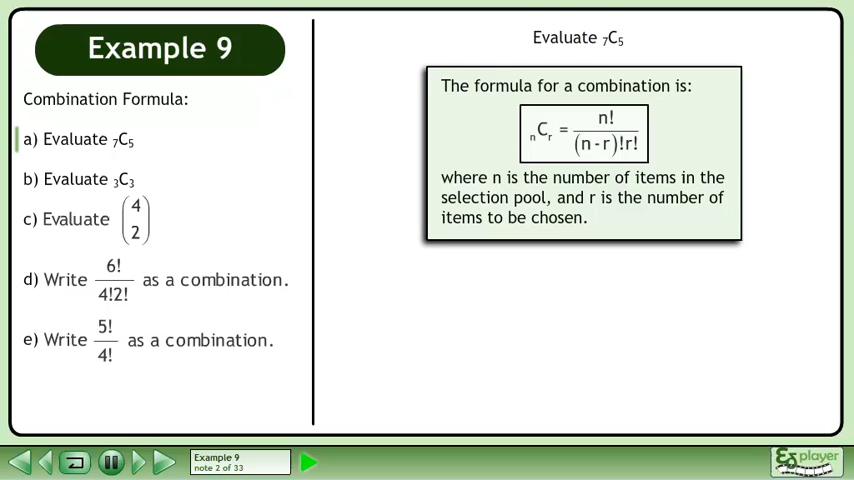 Example 9
Combination Formula:
a) Evaluate ₇C₅
b) Evaluate ₃C₃
c) Evaluate (4
2)
d) Write 6!/4!2! as a combination.
e) Write 5!/4! as a combination.
Evaluate ₇C₅
The formula for a combination is:
ₙCᵣ = n!/(n-r)!r!
where n is the number of items in the
selection pool, and r is the number of
items to be chosen.
Example 9
note 2 of 33
player